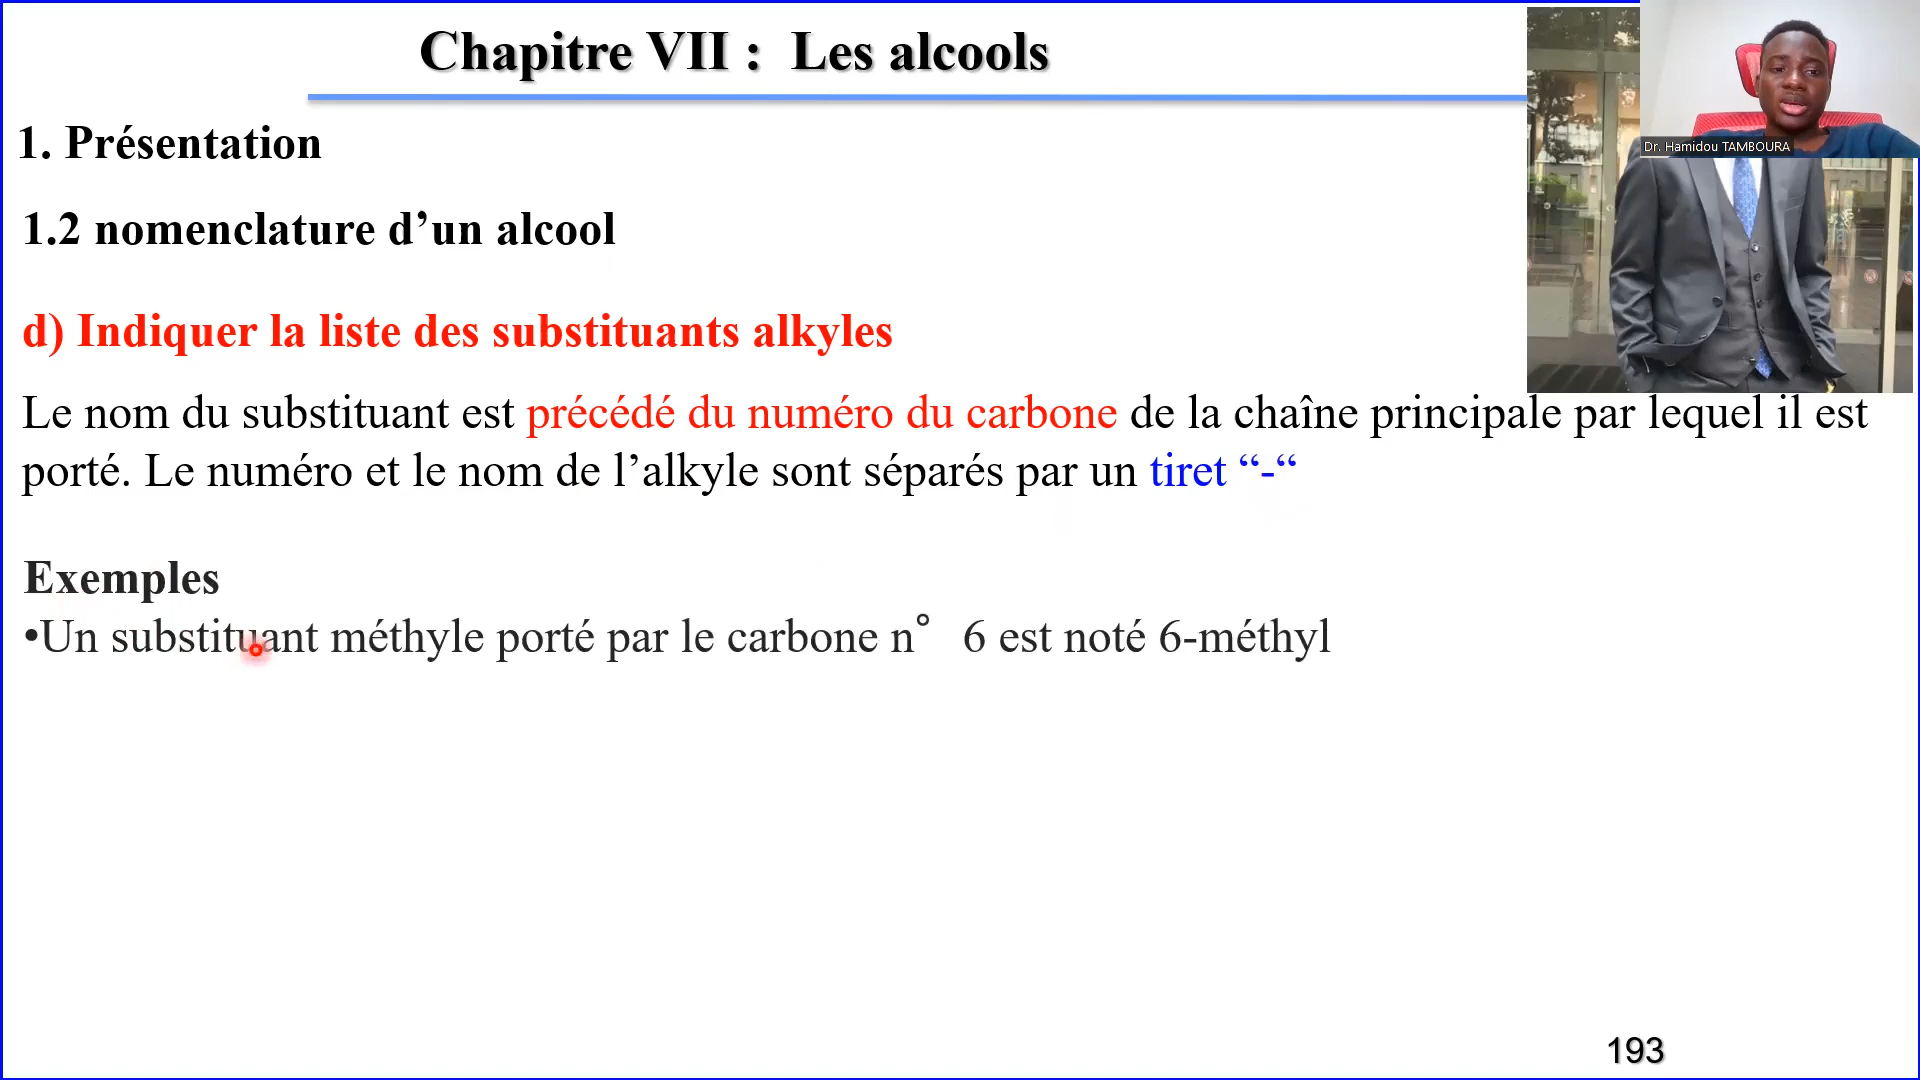 Chapitre VII :  Les alcools
Dr. Hamidou TAMBOURA
1. Présentation
1.2 nomenclature d’un alcool
d) Indiquer la liste des substituants alkyles
Le nom du substituant est précédé du numéro du carbone de la chaîne principale par lequel il est
porté. Le numéro et le nom de l’alkyle sont séparés par un tiret “-“
Exemples
•Un substituant méthyle porté par le carbone n° 6 est noté 6-méthyl
193